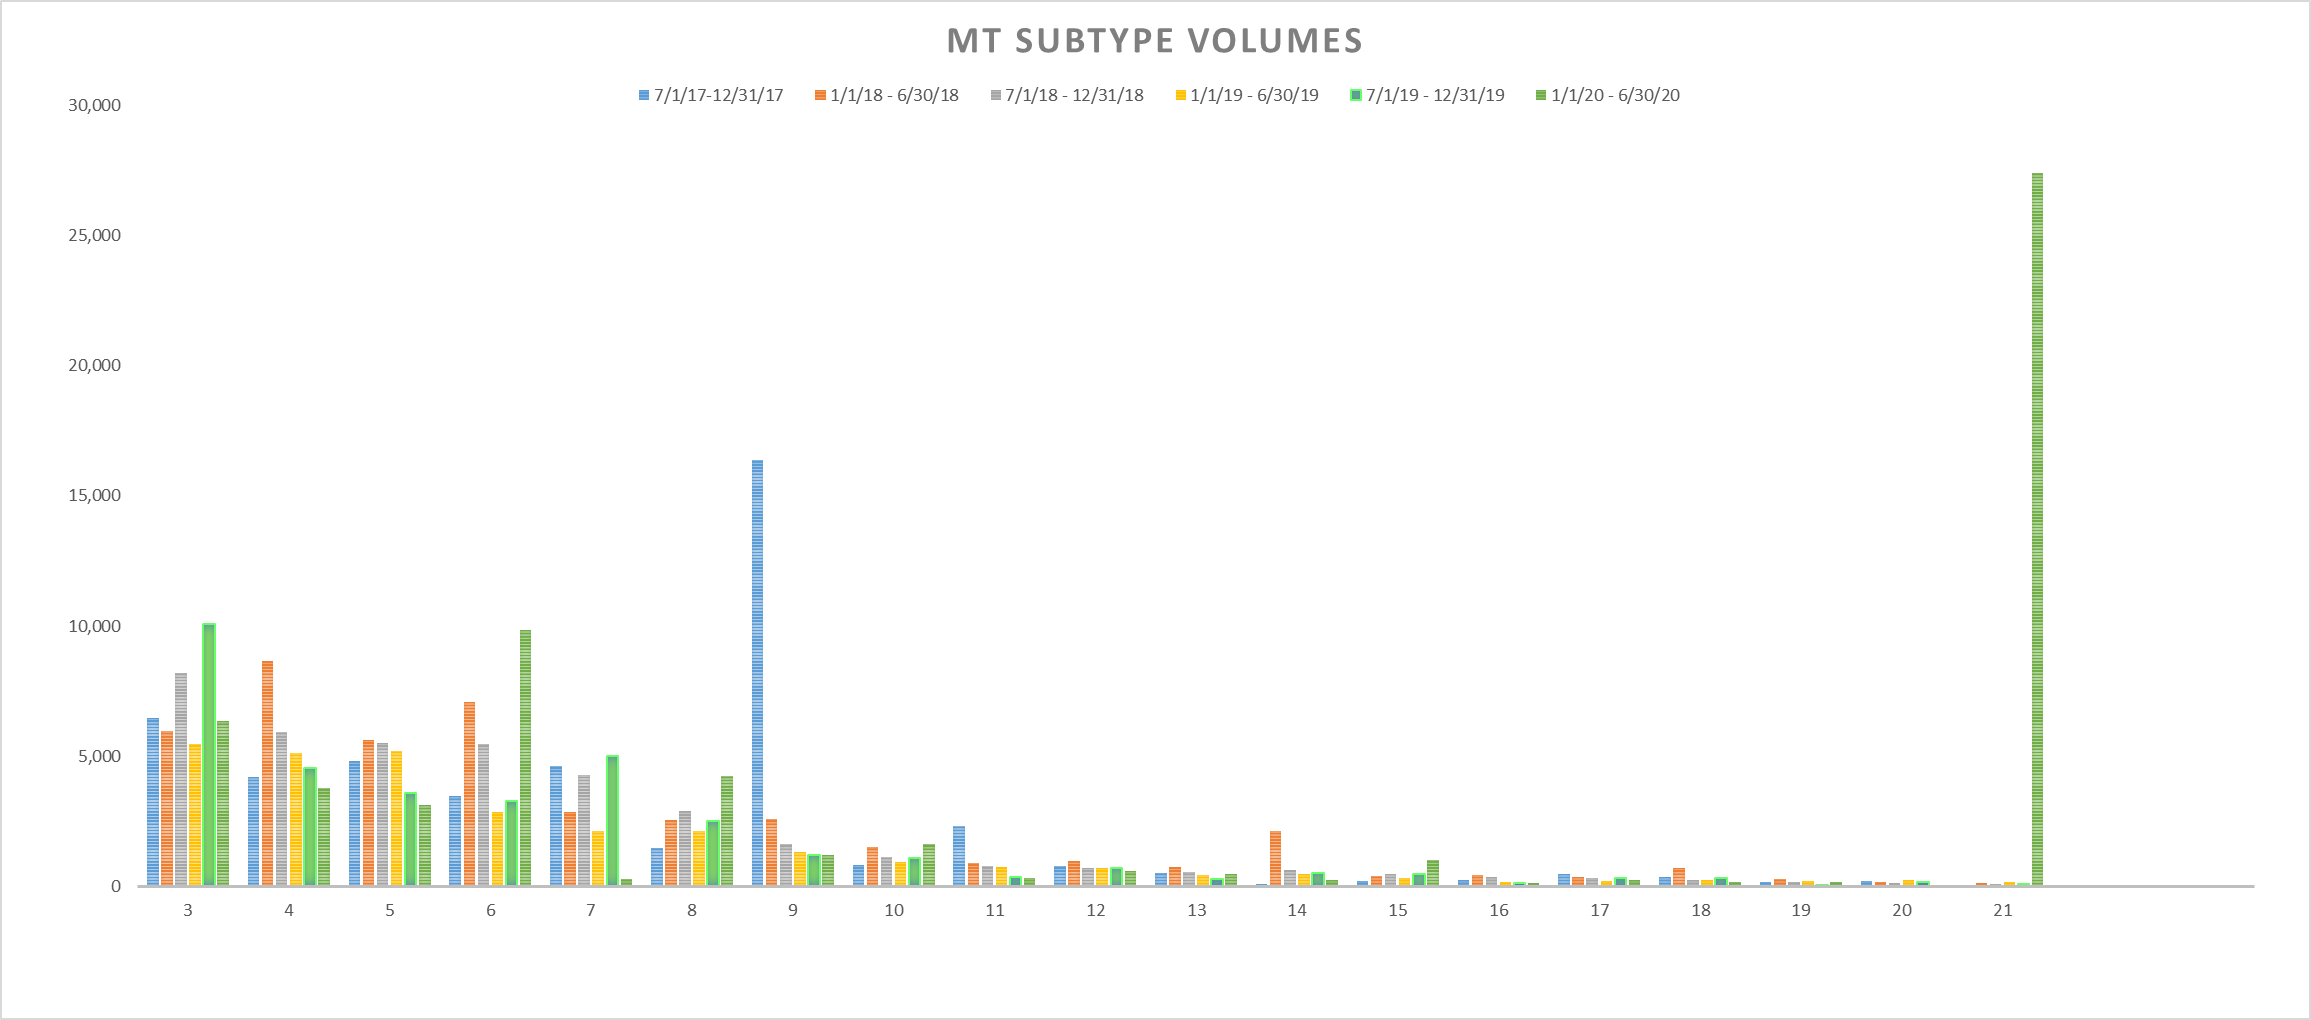 MT SUBTYPE VOLUMES
7/1/17-12/31/17 1/1/18 - 6/30/18 7/1/18 - 12/31/18 1/1/19 - 6/30/19 7/1/19 - 12/31/19 1/1/20 - 6/30/20
30,000
25,000
20,000
15,000
10,000
5,000
0
3 4 5 6 7 8 9 10 11 12 13 14 15 16 17 18 19 20 21